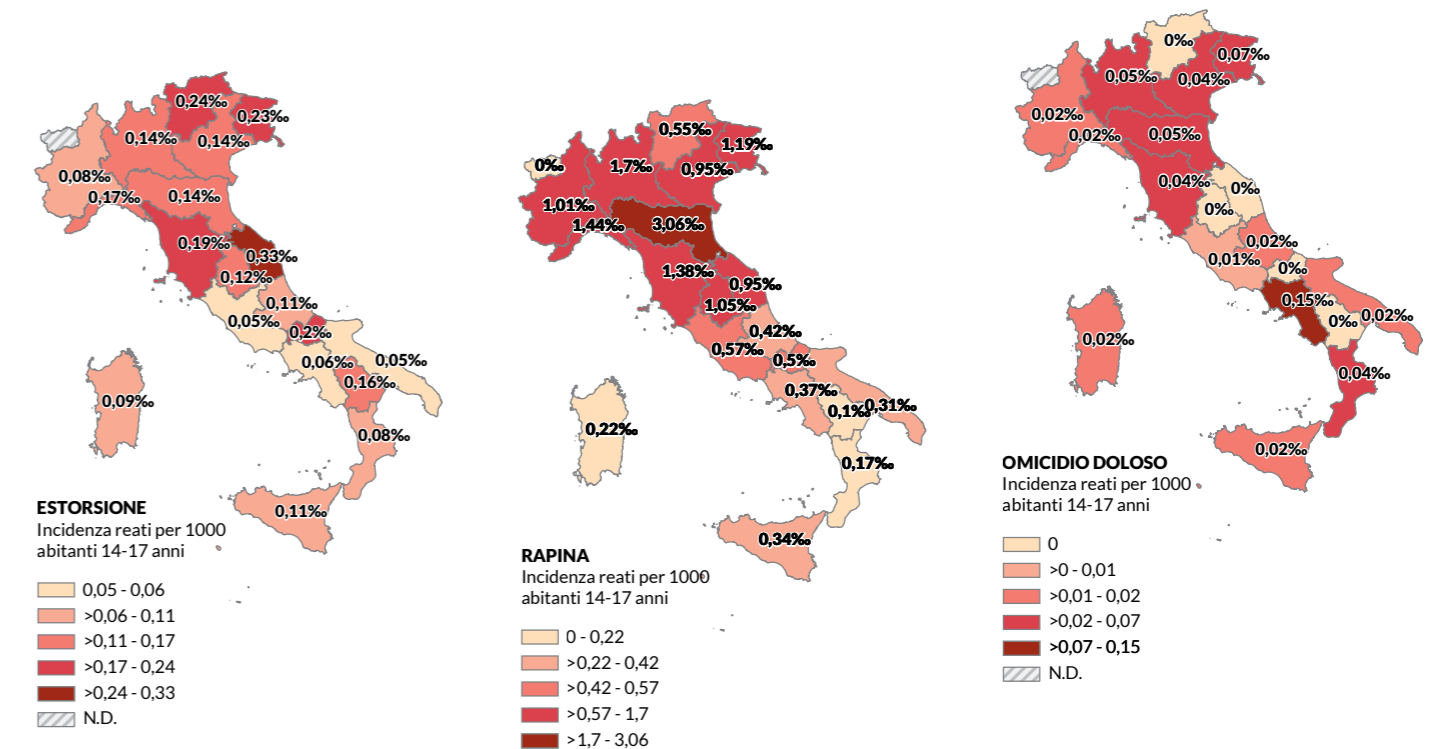 0,24‰
0,23‰
0,14‰
0,14‰
0,08‰
0,17‰
0,14‰
0,19‰
0,33‰
0,12‰
0,11‰
0,05‰
0,2‰
0,06‰
0,05‰
0,16‰
0,09‰
0,08‰
0,11‰
ESTORSIONE
Incidenza reati per 1000
abitanti 14-17 anni
0,05 - 0,06
>0,06 - 0,11
>0,11 - 0,17
>0,17 - 0,24
>0,24 - 0,33
N.D.
0,55‰
1,19‰
0‰
1,7‰
0,95‰
1,01‰
1,44‰
3,06‰
1,38‰
0,95‰
1,05‰
0,42‰
0,57‰
0,5‰
0,37‰
0,1‰
0,31‰
0,22‰
0,17‰
0,34‰
RAPINA
Incidenza reati per 1000
abitanti 14-17 anni
0 - 0,22
>0,22 - 0,42
>0,42 - 0,57
>0,57 - 1,7
>1,7 - 3,06
0‰
0,07‰
0,05‰
0,04‰
0,02‰
0,02‰
0,05‰
0,04‰
0‰
0‰
0,02‰
0,01‰
0‰
0,15‰
0‰
0,02‰
0,02‰
0,04‰
0,02‰
OMICIDIO DOLOSO
Incidenza reati per 1000
abitanti 14-17 anni
0
>0 - 0,01
>0,01 - 0,02
>0,02 - 0,07
>0,07 - 0,15
N.D.